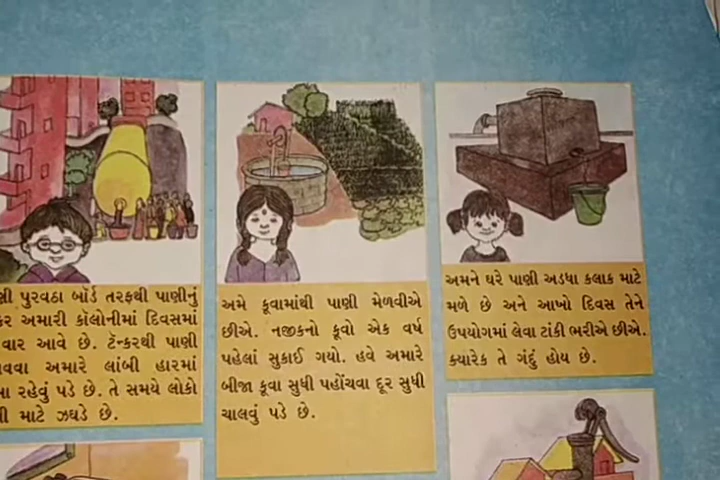 પુરવઠા બૉર્ડ તરફથી પાણીનું
અમારી કૉલોનીમાં દિવસમાં
વાર આવે છે. ટૅન્કરથી પાણી
અમારે લાંબી હારમાં
રહેવું પડે છે. તે સમયે લોકો
માટે ઝઘડે છે.
અમે કૂવામાંથી પાણી મેળવીએ
છીએ. નજીકનો કૂવો એક વર્ષ
પહેલાં સુકાઈ ગયો. હવે અમારે
બીજા કૂવા સુધી પહોંચવા દૂર સુધી
ચાલવું પડે છે.
અમને ઘરે પાણી અડધા કલાક માટે
મળે છે અને આખો દિવસ તેને
ઉપયોગમાં લેવા ટાંકી ભરીએ છીએ.
ક્યારેક તે ગંદું હોય છે.